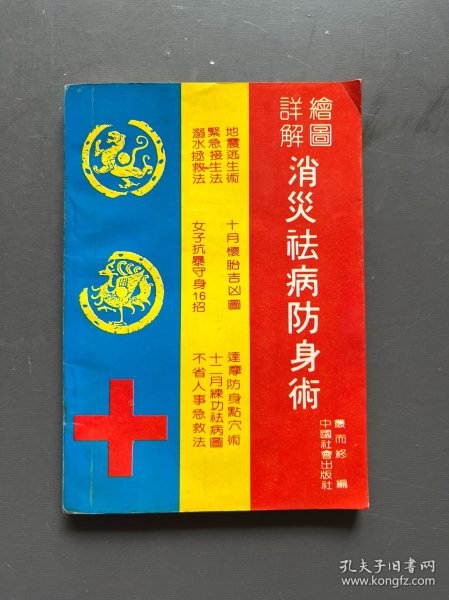 繪圖
詳解
消災祛病防身術
而 編
中國社會出版社
地震逃生術
緊急接生法
溺水拯救法
十月懷胎吉凶圖
女子抗暴守身16招
達摩防身點穴術
十二月練功祛病圖
不省人事急救法
孔夫子旧书网
www.kongfz.com